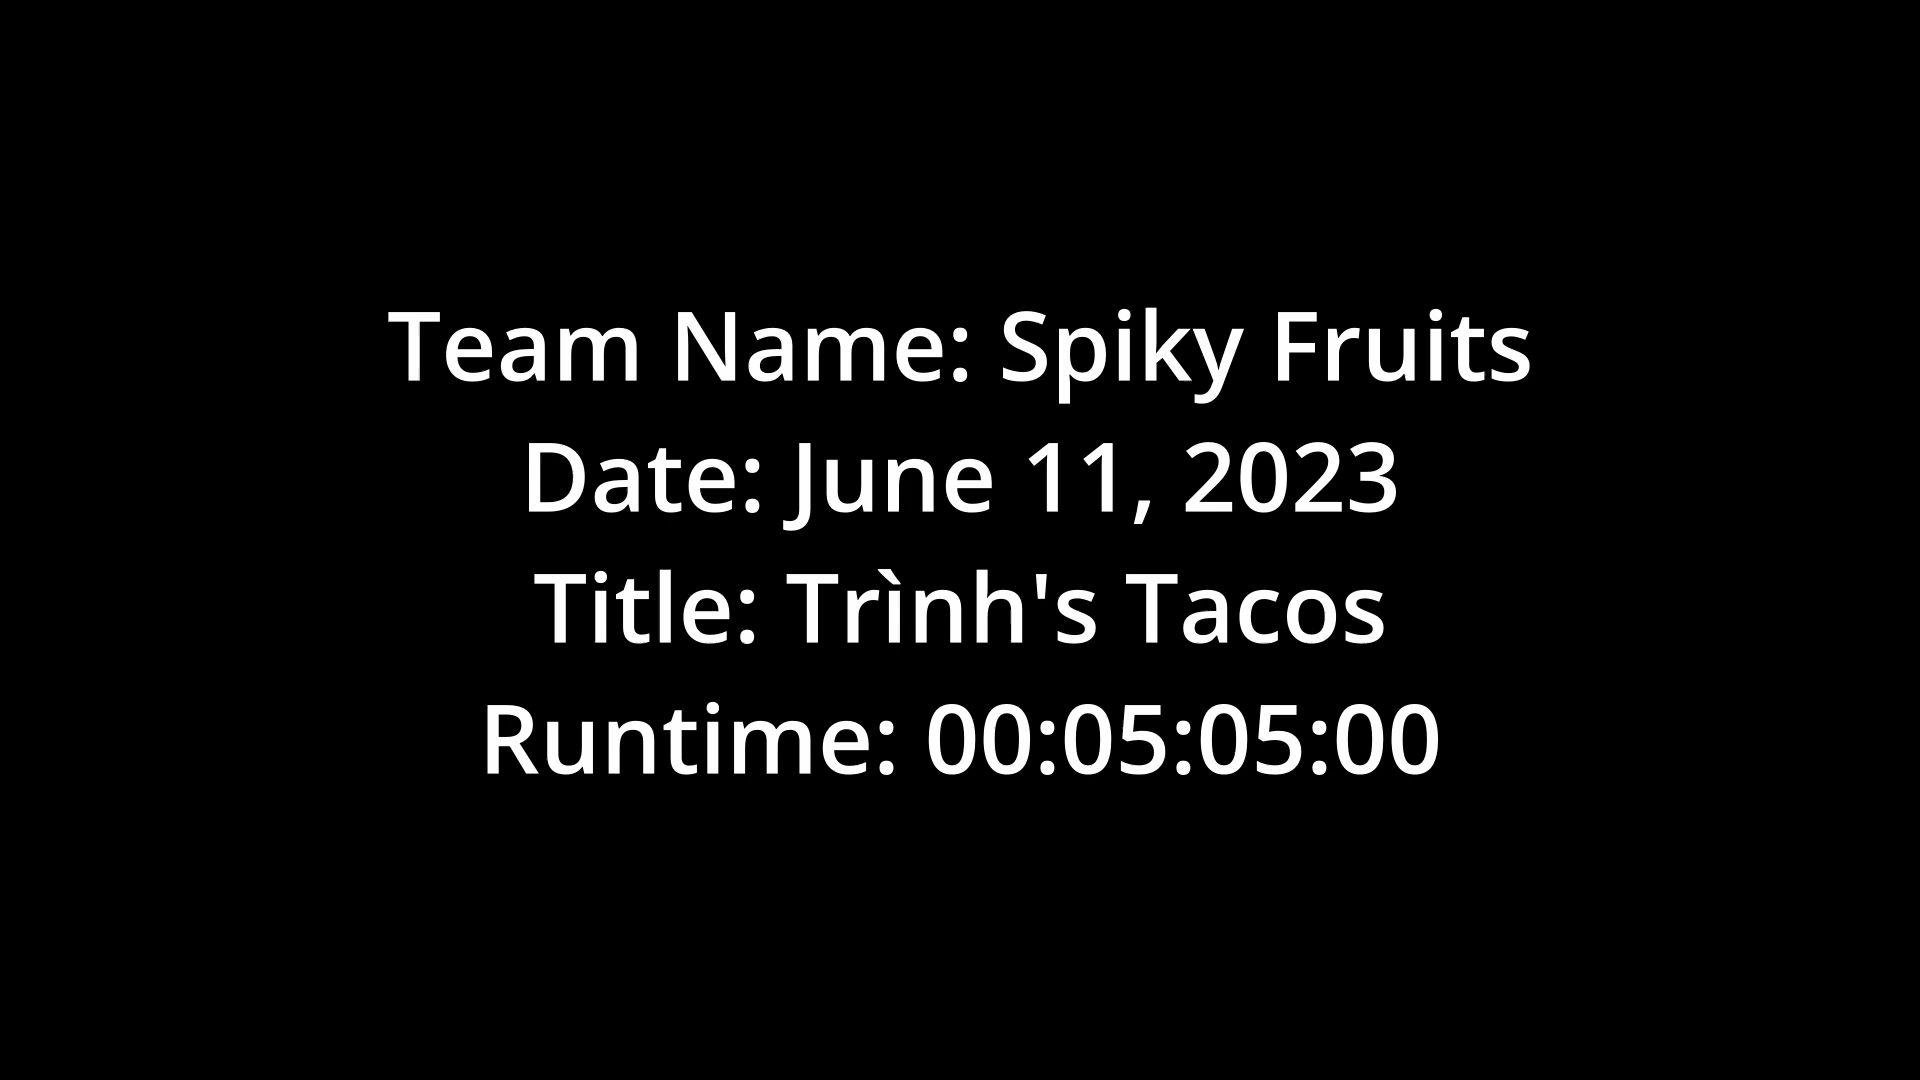 Team Name: Spiky Fruits
Date: June 11, 2023
Title: Trình's Tacos
Runtime: 00:05:05:00